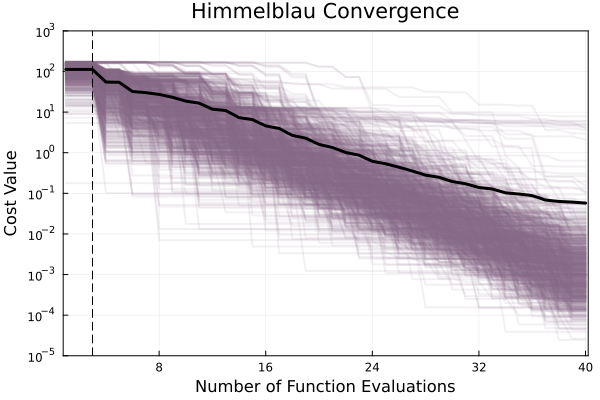 Himmelblau Convergence
10³
10²
10¹
10⁰
10⁻¹
10⁻²
10⁻³
10⁻⁴
10⁻⁵
Cost Value
8 16 24 32 40
Number of Function Evaluations